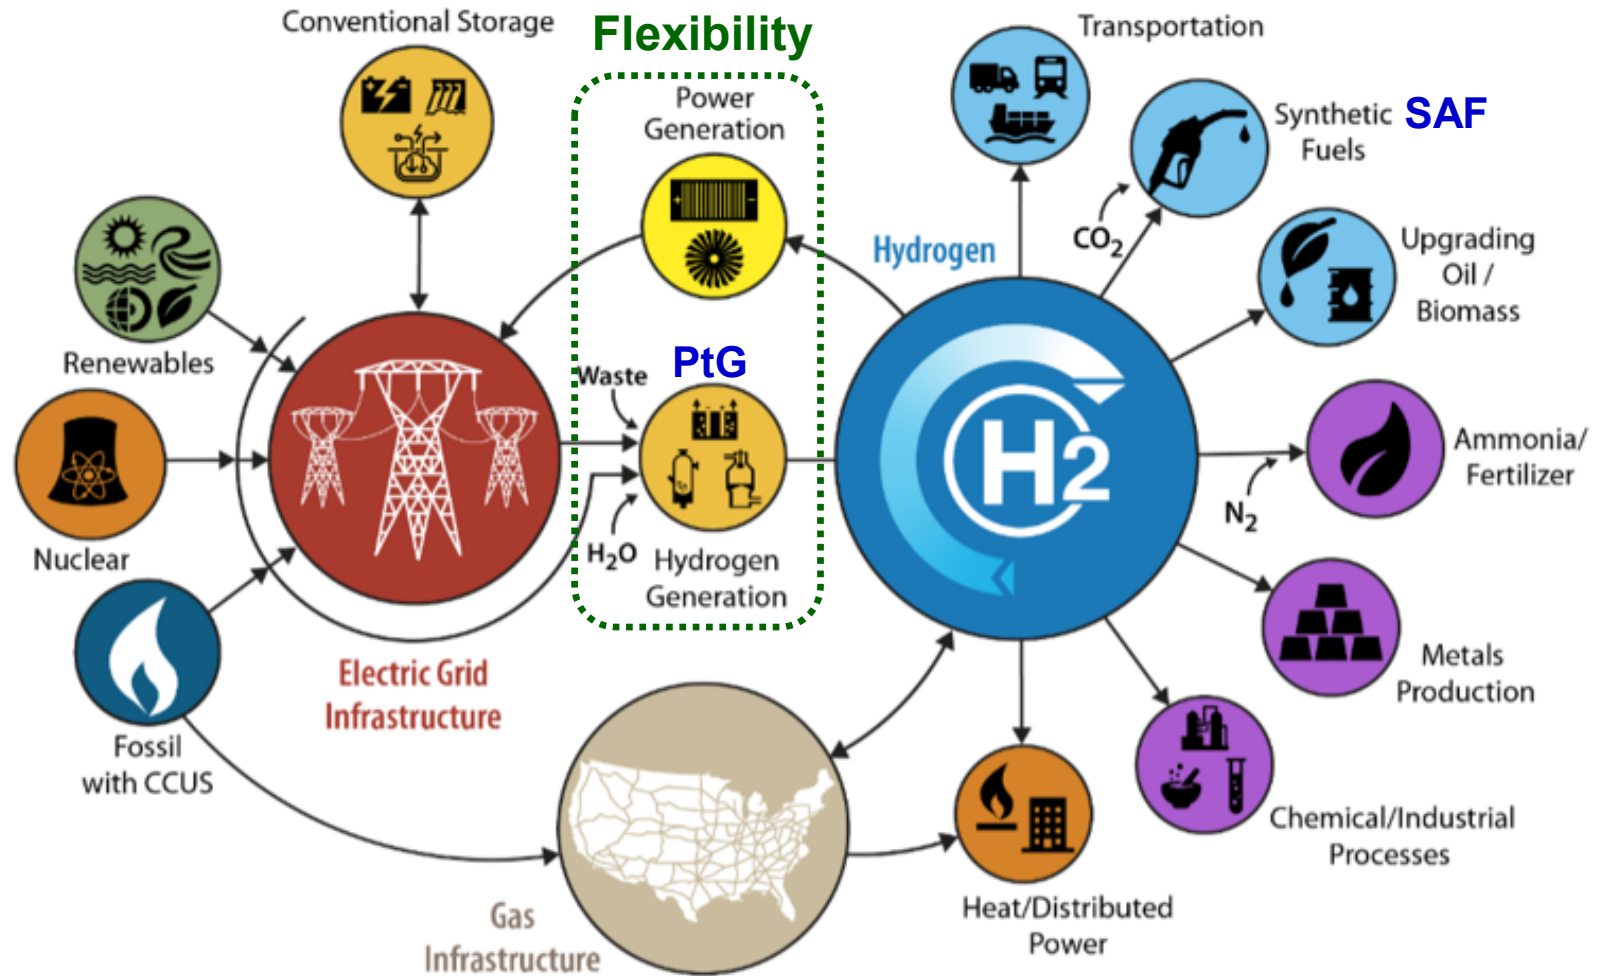 Conventional Storage
Flexibility
Transportation
Power
Generation
Synthetic SAF
Fuels
CO2
Hydrogen
Upgrading
Oil /
Biomass
Renewables
Waste
PtG
H2
Ammonia/
Fertilizer
N2
Nuclear
H2O
Hydrogen
Generation
Electric Grid
Infrastructure
Metals
Production
Fossil
with CCUS
Chemical/Industrial
Processes
Heat/Distributed
Power
Gas
Infrastructure